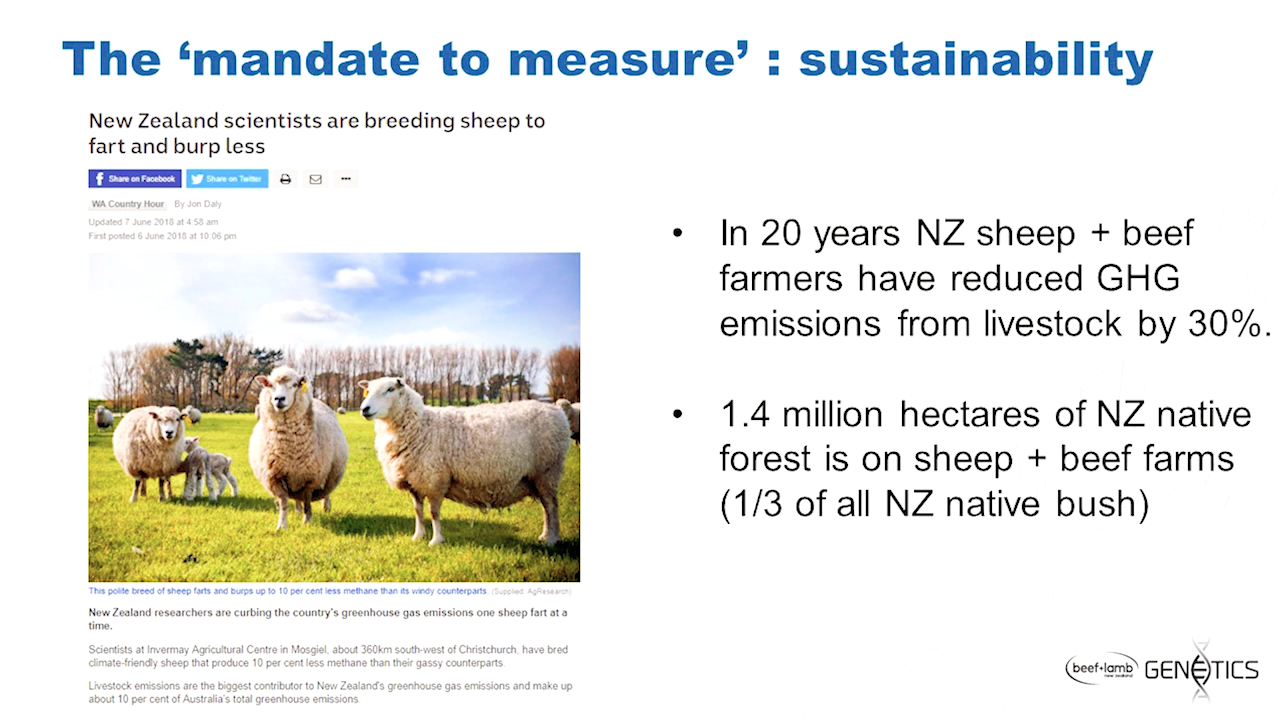 The ‘mandate to measure’ : sustainability
New Zealand scientists are breeding sheep to
fart and burp less
Share on Facebook
Share on Twitter
WA Country Hour By Jon Daly
Updated 7 June 2018 at 4:58 am
First posted 6 June 2018 at 10:06 pm
This polite breed of sheep farts and burps up to 10 per cent less methane than its windy counterparts (Supplied: AgResearch)
New Zealand researchers are curbing the country's greenhouse gas emissions one sheep fart at a
time.
Scientists at Invermay Agricultural Centre in Mosgiel, about 360km south-west of Christchurch, have bred
climate-friendly sheep that produce 10 per cent less methane than their gassy counterparts.
Livestock emissions are the biggest contributor to New Zealand's greenhouse gas emissions and make up
about 10 per cent of Australia's total greenhouse emissions.
• In 20 years NZ sheep + beef
farmers have reduced GHG
emissions from livestock by 30%.
• 1.4 million hectares of NZ native
forest is on sheep + beef farms
(1/3 of all NZ native bush)
beef+lamb
new zealand
GENETICS